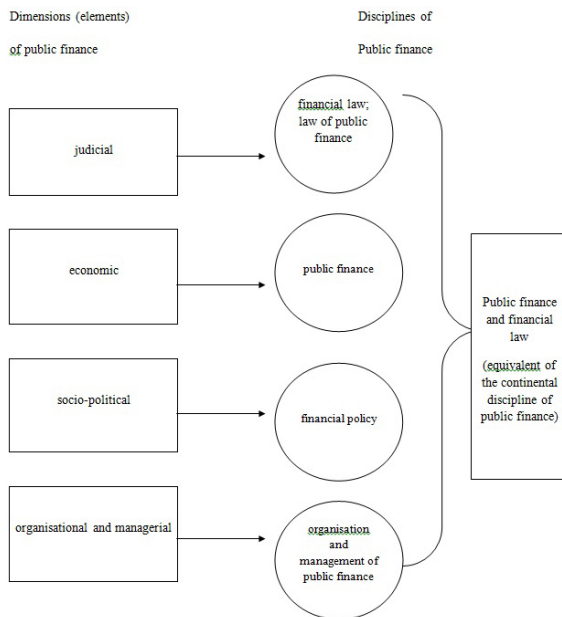 Dimensions (elements)
of public finance
Disciplines of
Public finance
judicial
financial law;
law of public
finance
economic
public finance
socio-political
financial policy
organisational and managerial
organisation
and
management of
public finance
Public finance
and financial
law
(equivalent of
the continental
discipline of
public finance)